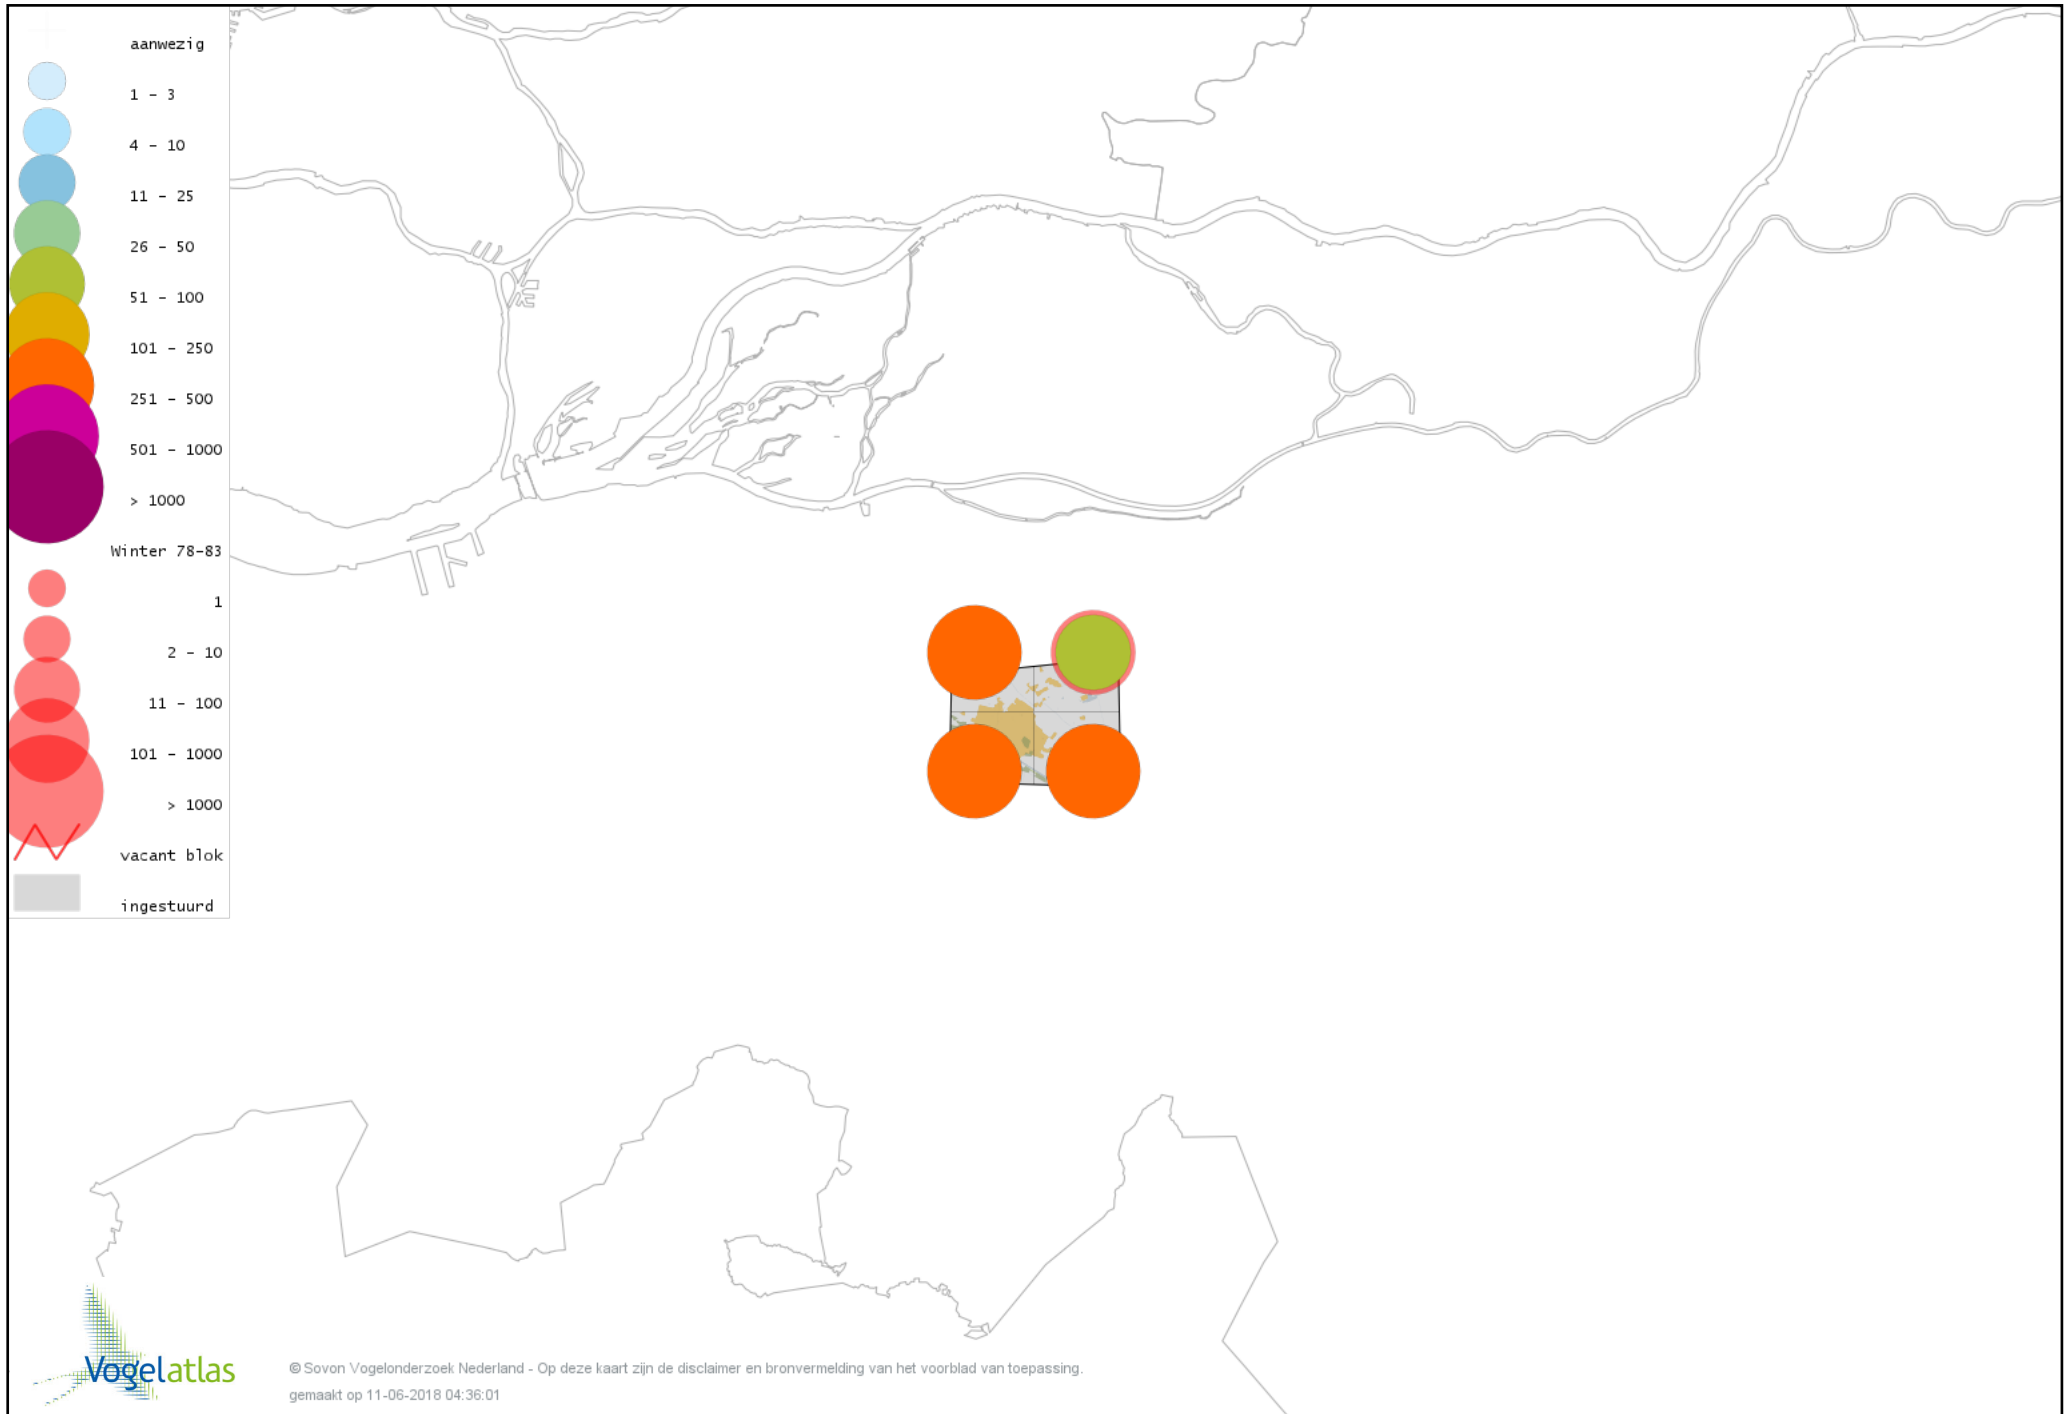 aanwezig
1 - 3
4 - 10
11 - 25
26 - 50
51 - 100
101 - 250
251 - 500
501 - 1000
> 1000
Winter 78-83
1
2 - 10
11 - 100
101 - 1000
> 1000
vacant blok
ingestuurd
Vogelatlas
© Sovon Vogelonderzoek Nederland - Op deze kaart zijn de disclaimer en bronvermelding van het voorblad van toepassing.
gemaakt op 11-06-2018 04:36:01